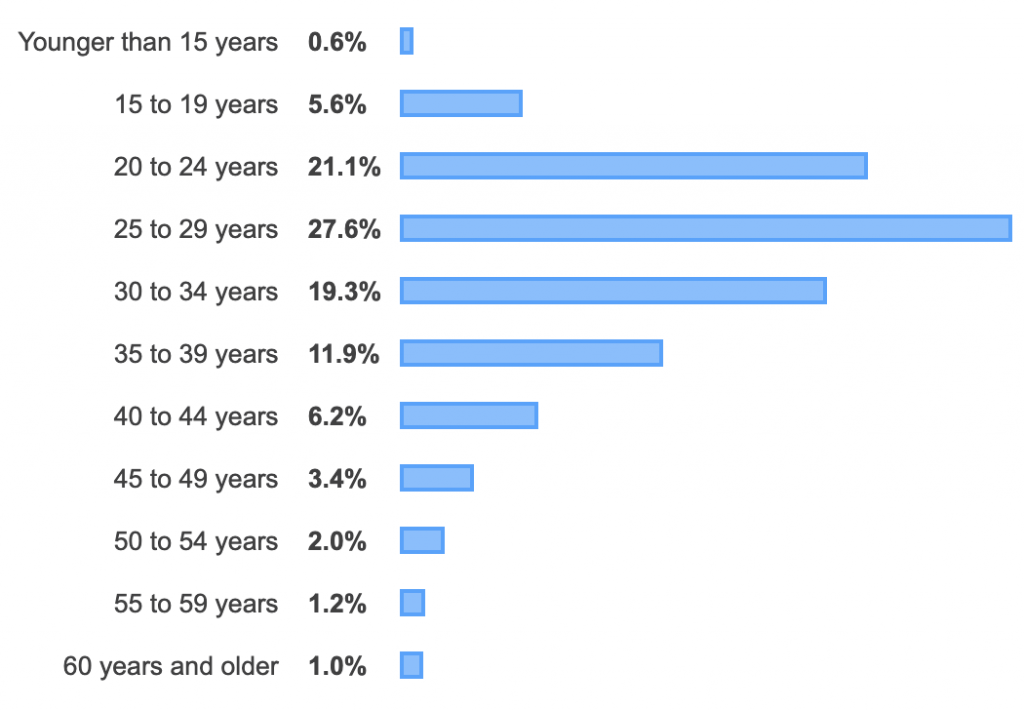 Younger than 15 years 0.6%
15 to 19 years 5.6%
20 to 24 years 21.1%
25 to 29 years 27.6%
30 to 34 years 19.3%
35 to 39 years 11.9%
40 to 44 years 6.2%
45 to 49 years 3.4%
50 to 54 years 2.0%
55 to 59 years 1.2%
60 years and older 1.0%